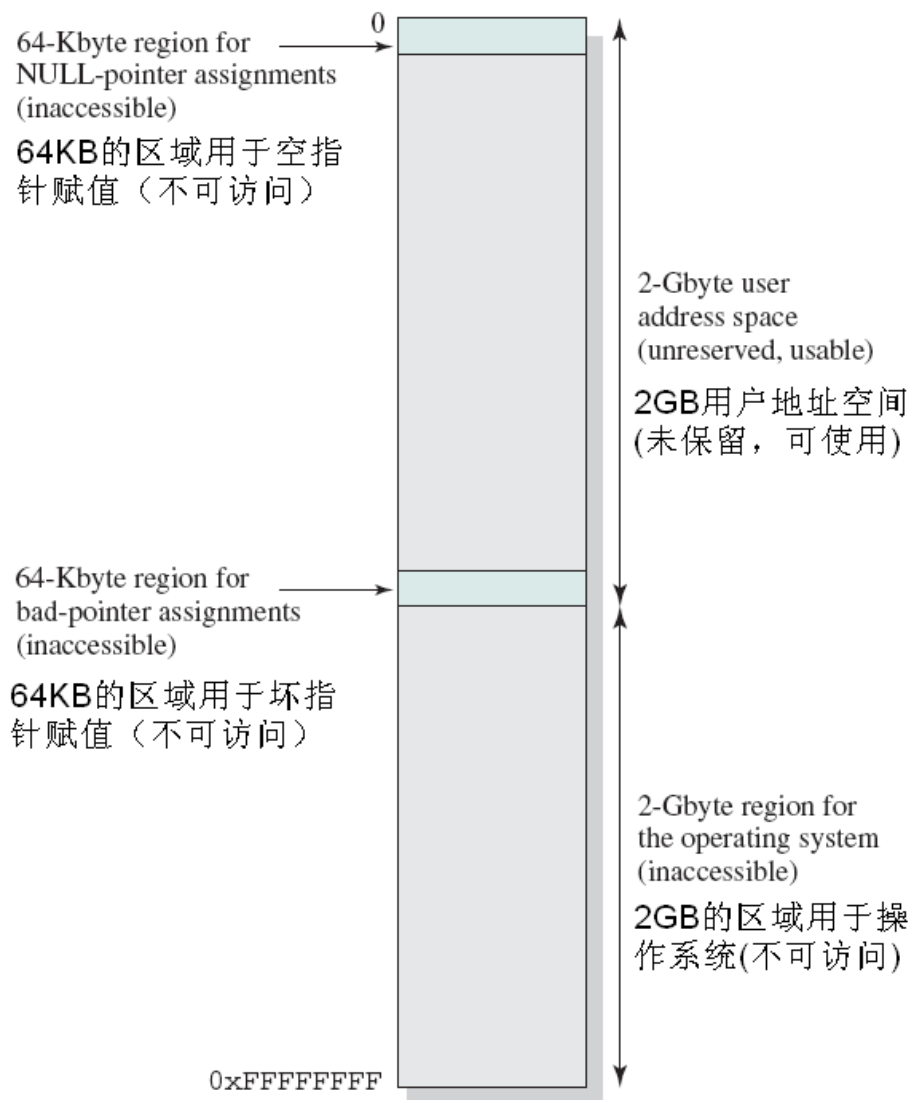 0
64-Kbyte region for
NULL-pointer assignments
(inaccessible)
64KB的区域用于空指
针赋值（不可访问）
2-Gbyte user
address space
(unreserved, usable)
2GB用户地址空间
(未保留，可使用)
64-Kbyte region for
bad-pointer assignments
(inaccessible)
64KB的区域用于坏指
针赋值（不可访问）
2-Gbyte region for
the operating system
(inaccessible)
2GB的区域用于操
作系统(不可访问)
0xFFFFFFFF